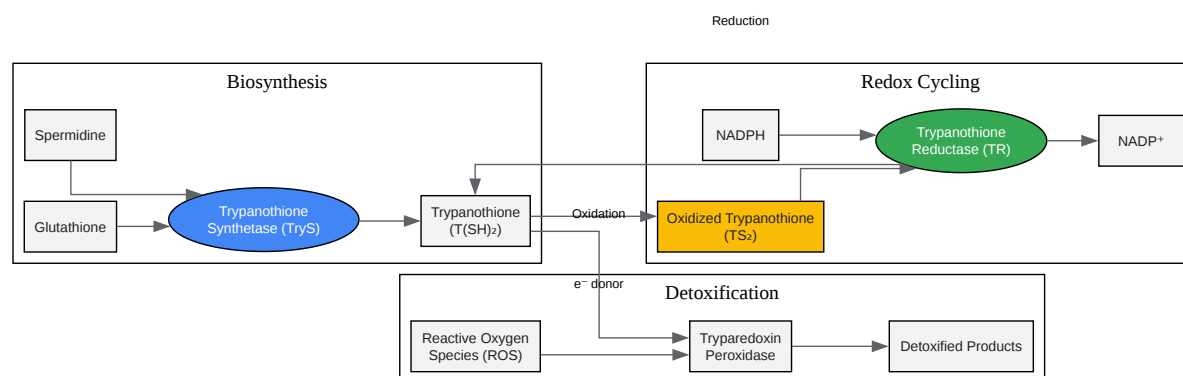 Reduction
Biosynthesis
Spermidine
Glutathione
Trypanothione
Synthetase (TryS)
Trypanothione
(T(SH)₂)
Oxidation
Redox Cycling
NADPH
Trypanothione
Reductase (TR)
NADP⁺
Oxidized Trypanothione
(TS₂)
e⁻ donor
Detoxification
Reactive Oxygen
Species (ROS)
Tryparedoxin
Peroxidase
Detoxified Products